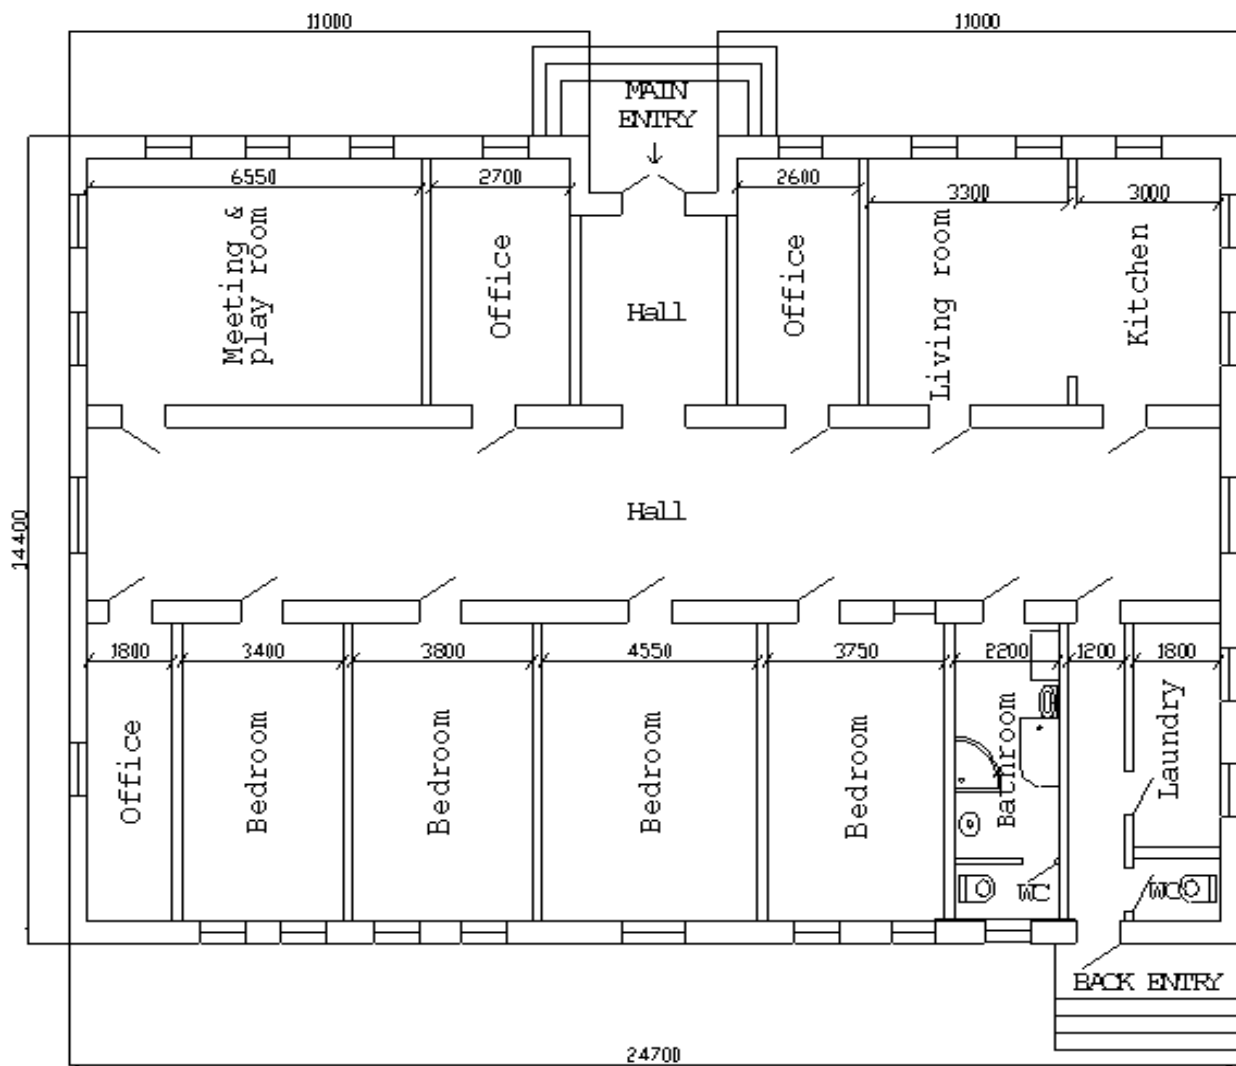 11000
11000
MAIN
ENTRY
6550
2700
2600
3300
3000
Meeting &
play room
Office
Hall
Office
Living room
Kitchen
14400
Hall
1800
3400
3800
4550
3750
2200
1200
1800
Office
Bedroom
Bedroom
Bedroom
Bedroom
Bathroom
Laundry
WC
WC
BACK ENTRY
24700